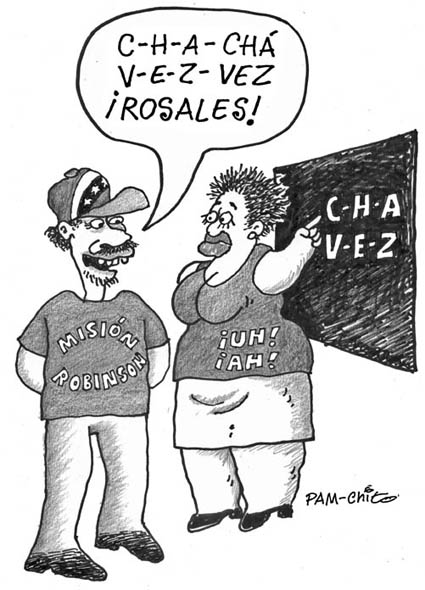 C-H-A-CHÁ
V-E-Z-VEZ
¡ROSALES!
C-H-A
V-E-Z
MISIÓN
ROBINSON
¡UH!
¡AH!
PAM-chito